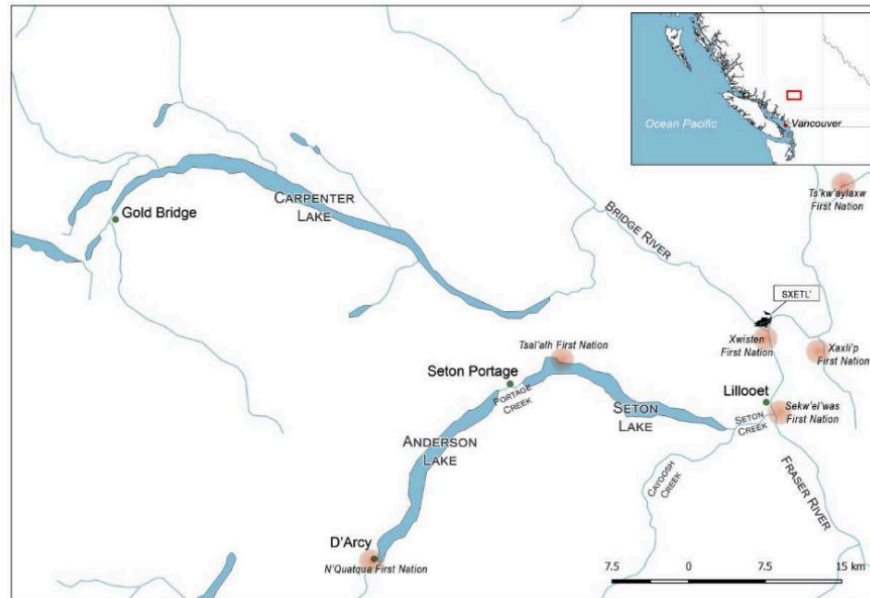 Ocean Pacific
Vancouver
Ts'kw'aylaxw
First Nation
Gold Bridge
CARPENTER
LAKE
BRIDGE RIVER
SXETL'
Xwisten
First Nation
Xaxli'p
First Nation
Tsal'alh First Nation
Seton Portage
PORTAGE
CREEK
Lillooet
SETON
LAKE
SETON
CREEK
Sekw'el'was
First Nation
ANDERSON
LAKE
CAYOOSH
CREEK
FRASER RIVER
D'Arcy
N'Quatqua First Nation
7.5 0 7.5 15 km